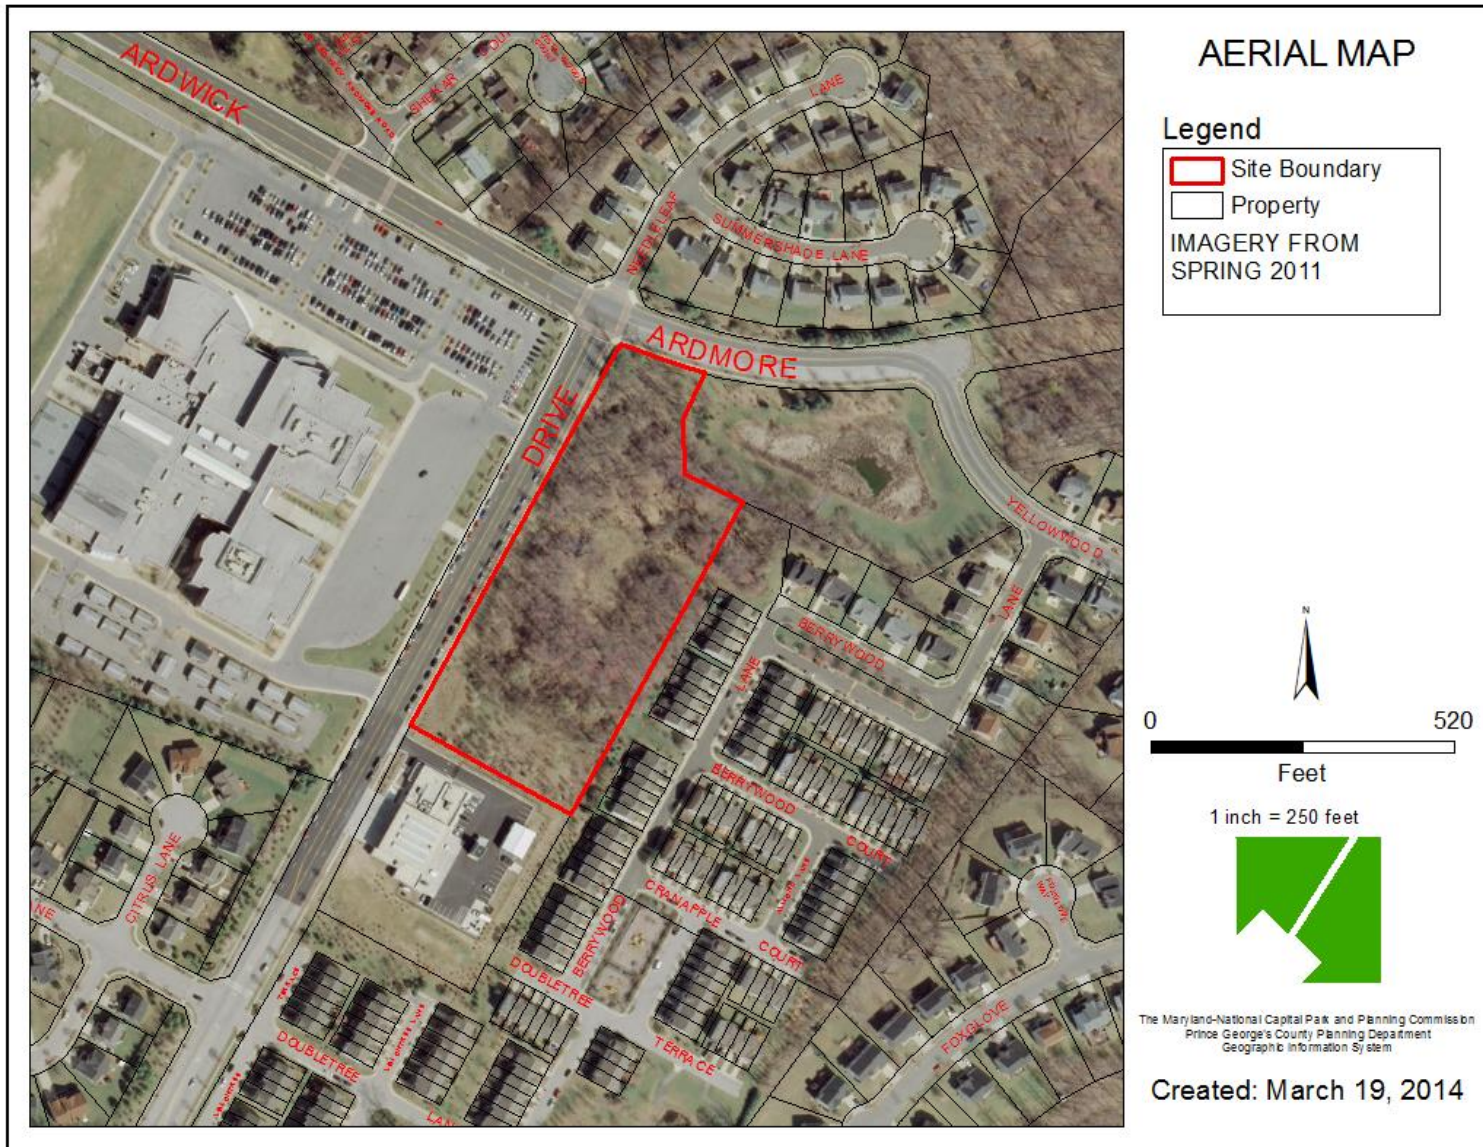 AERIAL MAP
Legend
Site Boundary
Property
IMAGERY FROM
SPRING 2011
ARDWICK
LANE
NEEDLELEAF
SUMMERSHADE LANE
ARDMORE
DRIVE
YELLOWWOOD
LANE
BERRYWOOD
LANE
BERRYWOOD
COURT
CRANAPPLE
COURT
BERRYWOOD
DOUBLETREE
TERRACE
CITRUS LANE
DOUBLETREE
FOXGLOVE
N
0
520
Feet
1 inch = 250 feet
The Maryland-National Capital Park and Planning Commission
Prince George's County Planning Department
Geographic Information System
Created: March 19, 2014